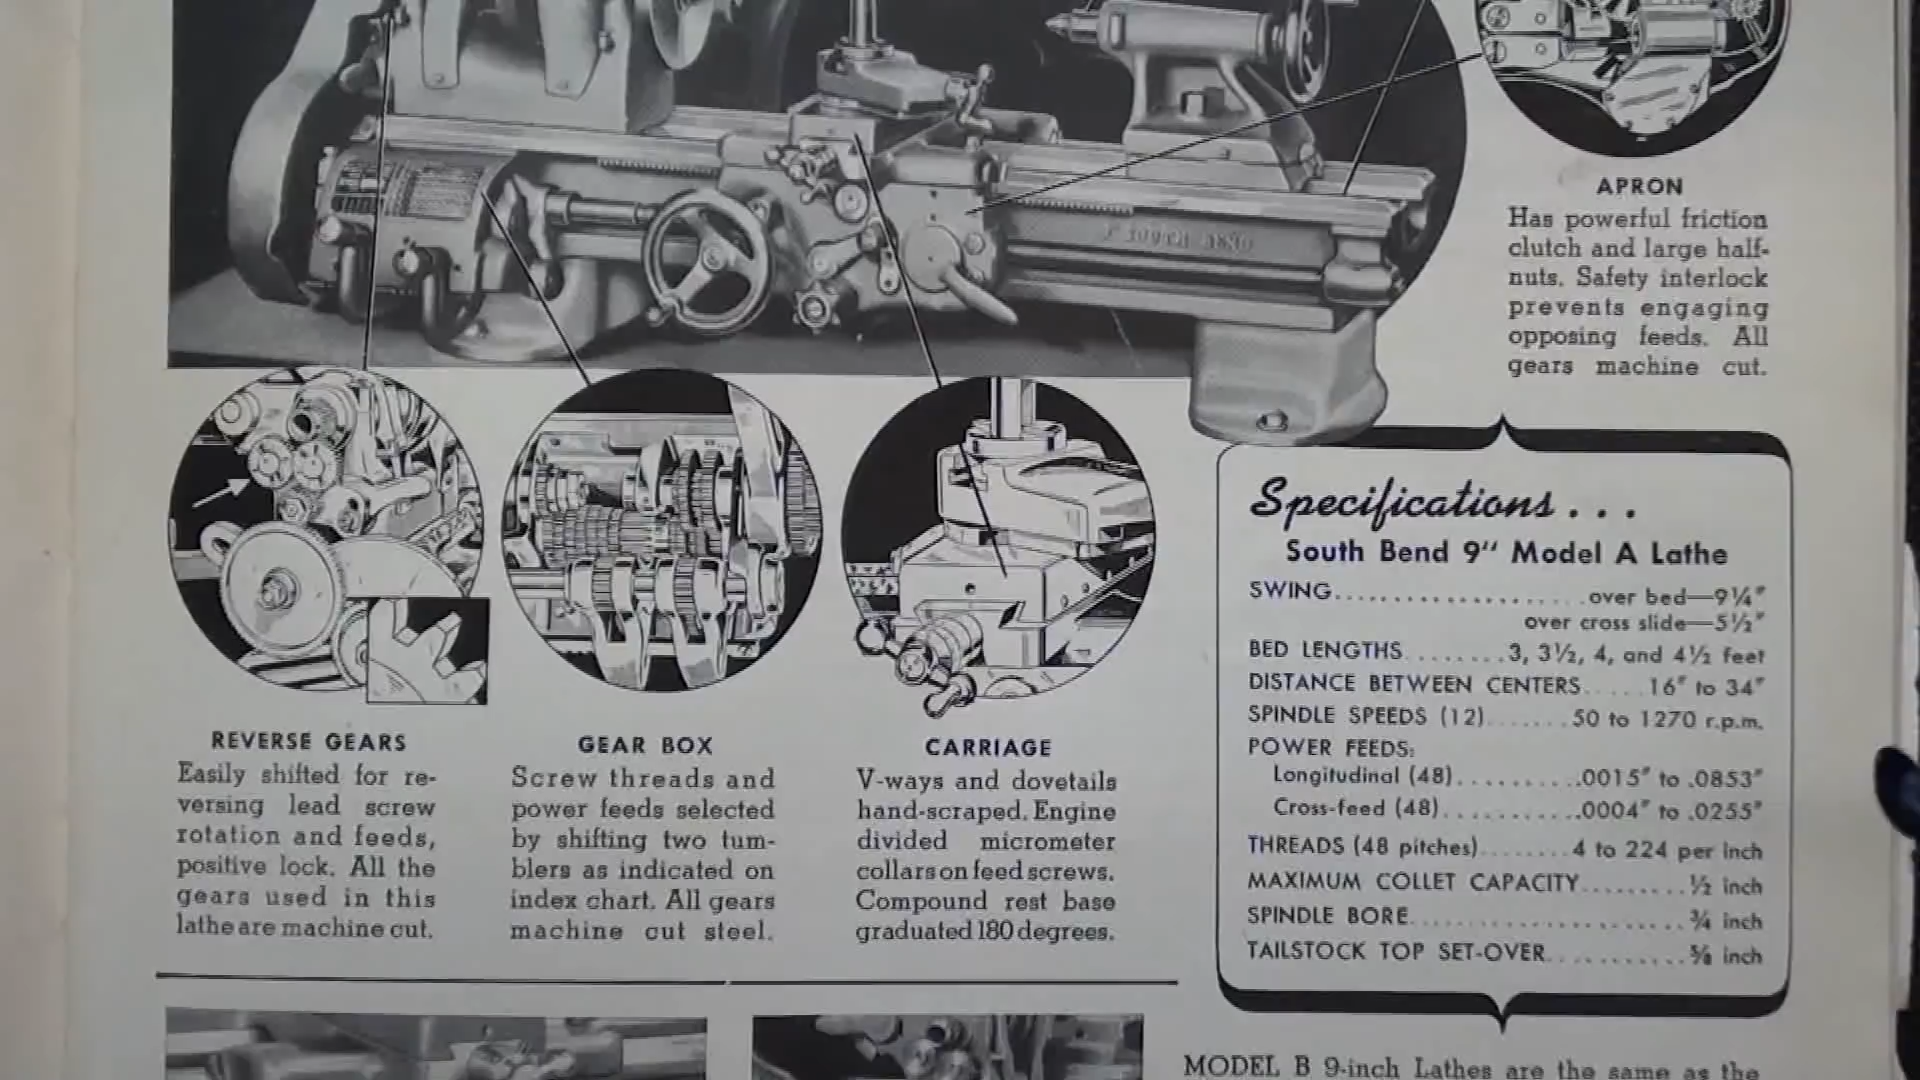 SOUTH BEND
APRON
Has powerful friction
clutch and large half-
nuts. Safety interlock
prevents engaging
opposing feeds. All
gears machine cut.
REVERSE GEARS
Easily shifted for re-
versing lead screw
rotation and feeds,
positive lock. All the
gears used in this
lathe are machine cut.
GEAR BOX
Screw threads and
power feeds selected
by shifting two tum-
blers as indicated on
index chart. All gears
machine cut steel.
CARRIAGE
V-ways and dovetails
hand-scraped. Engine
divided micrometer
collars on feed screws.
Compound rest base
graduated 180 degrees.
Specifications . . .
South Bend 9" Model A Lathe
SWING......................over bed—9¼"
over cross slide—5½"
BED LENGTHS........3, 3½, 4, and 4½ feet
DISTANCE BETWEEN CENTERS.....16" to 34"
SPINDLE SPEEDS (12).......50 to 1270 r.p.m.
POWER FEEDS:
Longitudinal (48)..........0015" to .0853"
Cross-feed (48)............0004" to .0255"
THREADS (48 pitches)........4 to 224 per inch
MAXIMUM COLLET CAPACITY........½ inch
SPINDLE BORE....................¾ inch
TAILSTOCK TOP SET-OVER...........⅝ inch
MODEL B 9-inch Lathes are the same as the